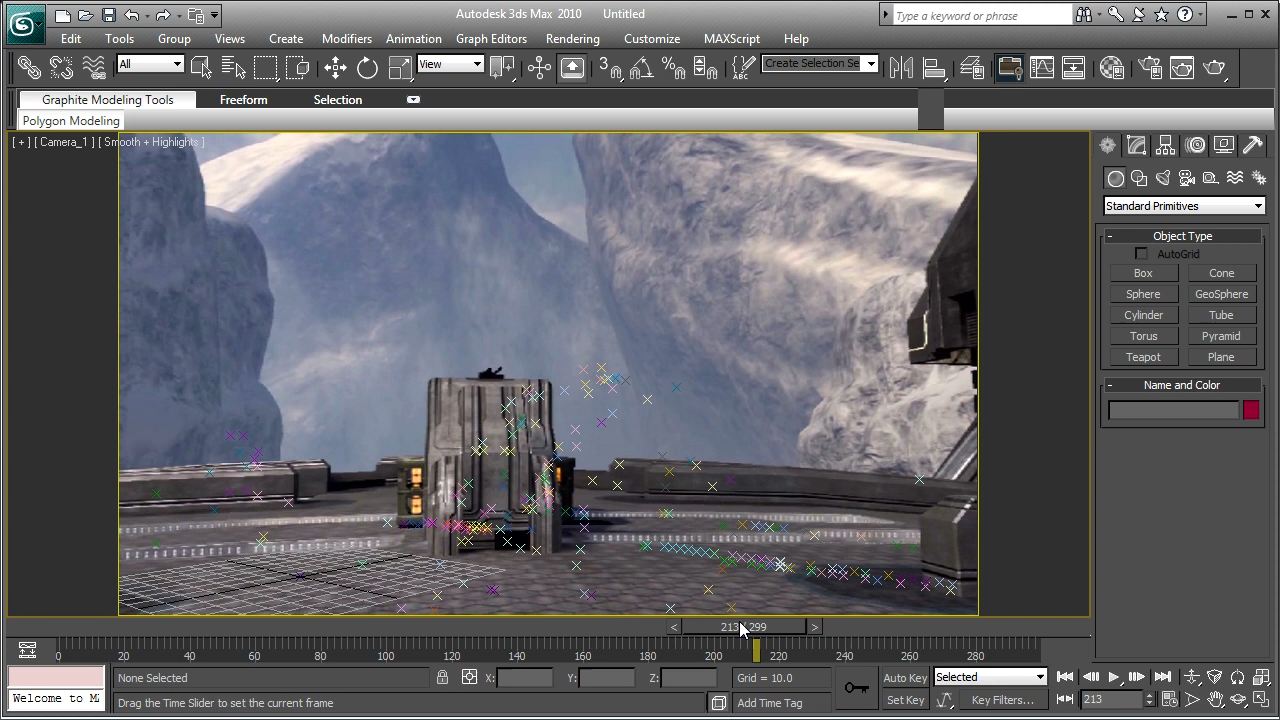 Autodesk 3ds Max 2010 Untitled
Type a keyword or phrase
Edit Tools Group Views Create Modifiers Animation Graph Editors Rendering Customize MAXScript Help
All View Create Selection Se
Graphite Modeling Tools Freeform Selection
Polygon Modeling
[ + ] [ Camera_1 ] [ Smooth + Highlights ]
Standard Primitives
- Object Type
AutoGrid
Box Cone
Sphere GeoSphere
Cylinder Tube
Torus Pyramid
Teapot Plane
- Name and Color
< 213 / 299 >
0 20 40 60 80 100 120 140 160 180 200 220 240 260 280
None Selected X: Y: Z: Grid = 10.0 Auto Key Selected
Welcome to MA Drag the Time Slider to set the current frame Add Time Tag Set Key Key Filters... 213